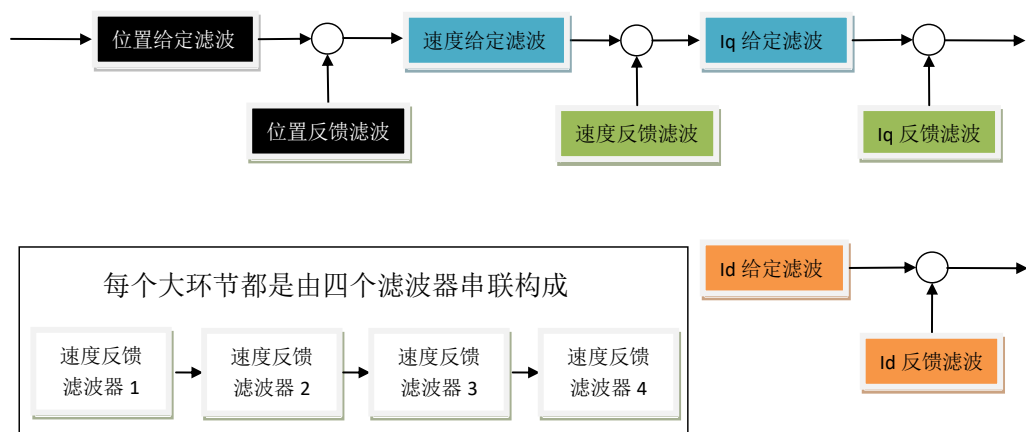 位置给定滤波
速度给定滤波
Iq 给定滤波
位置反馈滤波
速度反馈滤波
Iq 反馈滤波
每个大环节都是由四个滤波器串联构成
Id 给定滤波
速度反馈
滤波器 1
速度反馈
滤波器 2
速度反馈
滤波器 3
速度反馈
滤波器 4
Id 反馈滤波